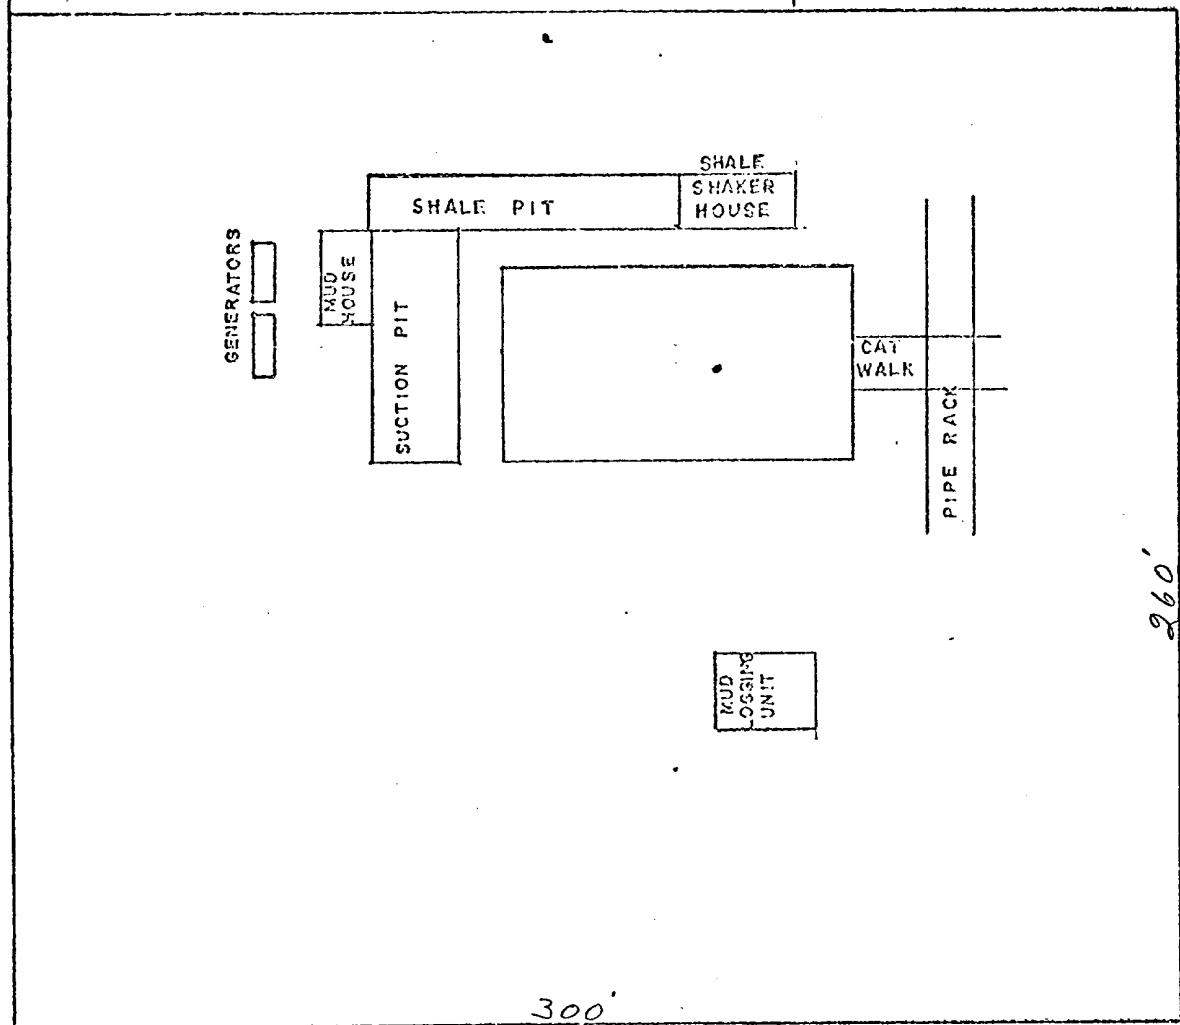 SHALE
SHAKER
HOUSE
SHALE PIT
GENERATORS
MUD
HOUSE
SUCTION PIT
CAT
WALK
PIPE RACK
260'
MUD
LOGGING
UNIT
300'